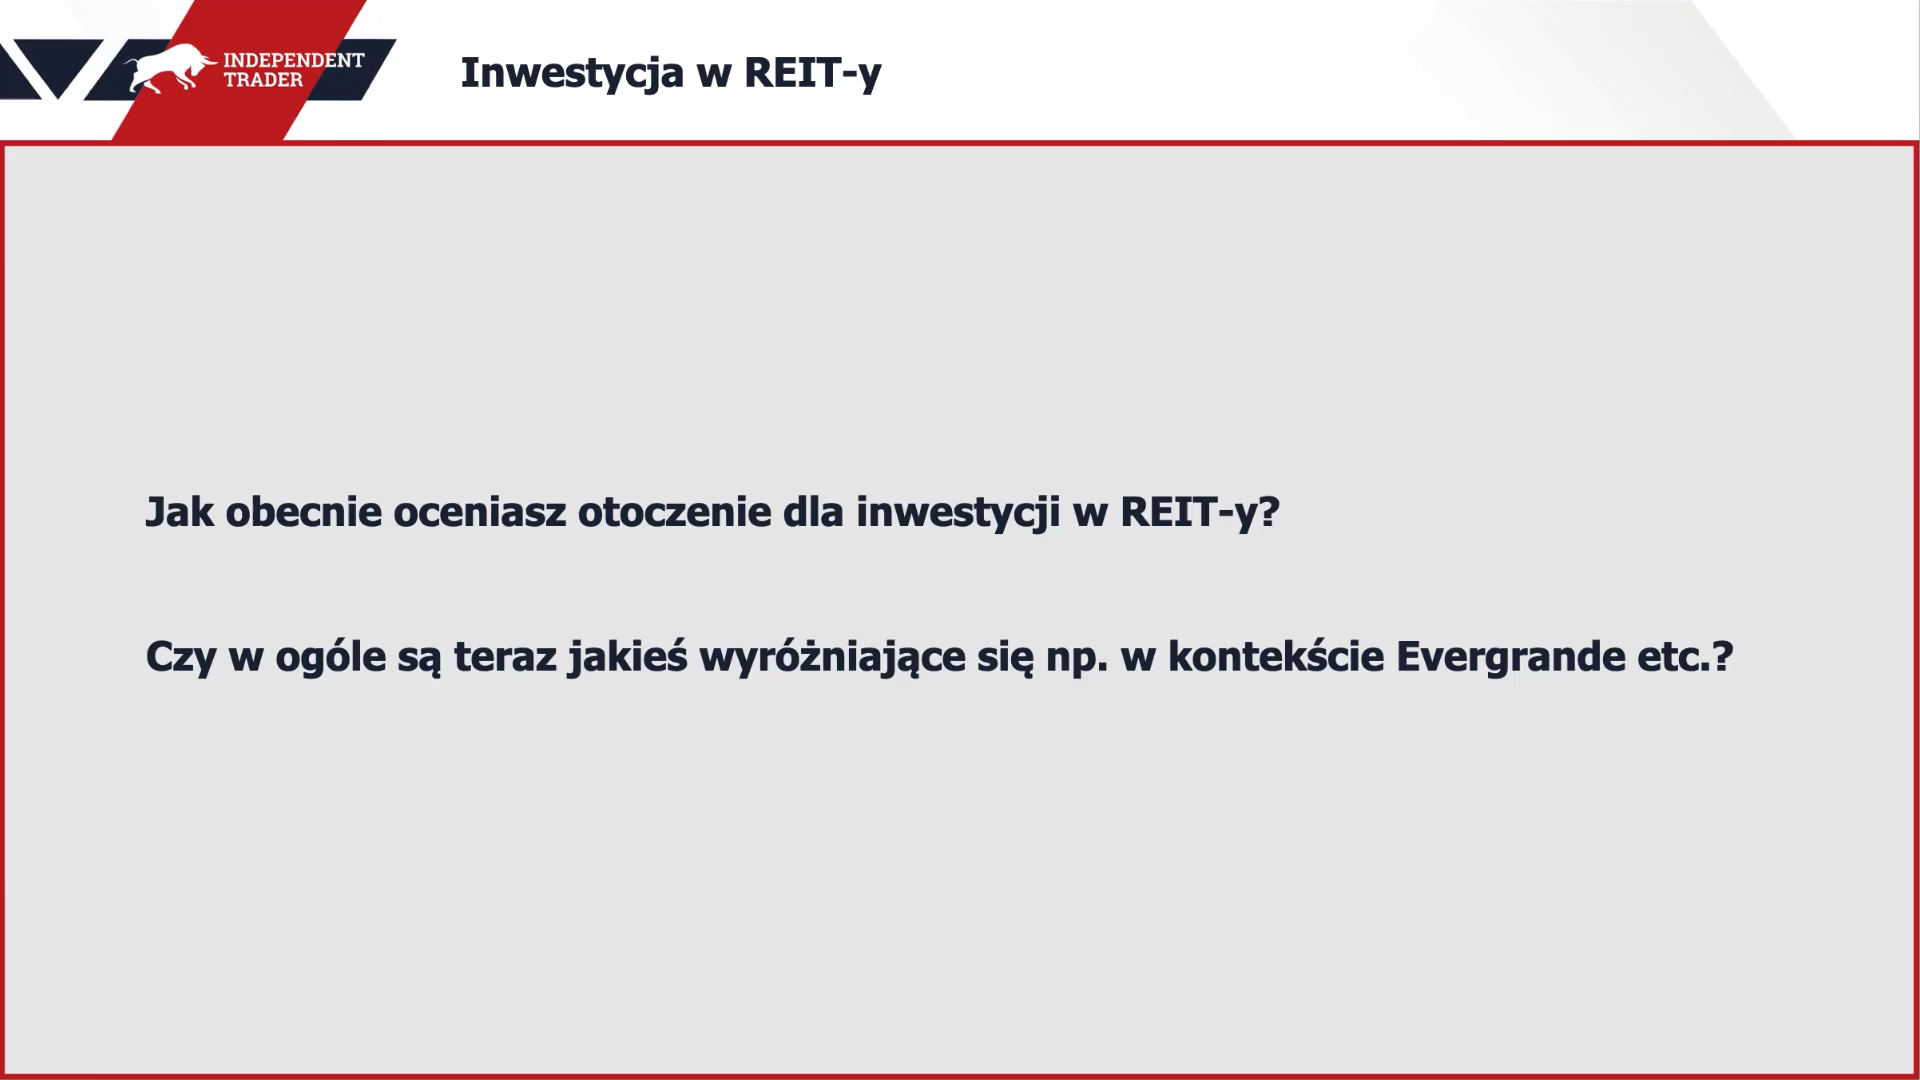 INDEPENDENT
TRADER
Inwestycja w REIT-y
Jak obecnie oceniasz otoczenie dla inwestycji w REIT-y?
Czy w ogóle są teraz jakieś wyróżniające się np. w kontekście Evergrande etc.?